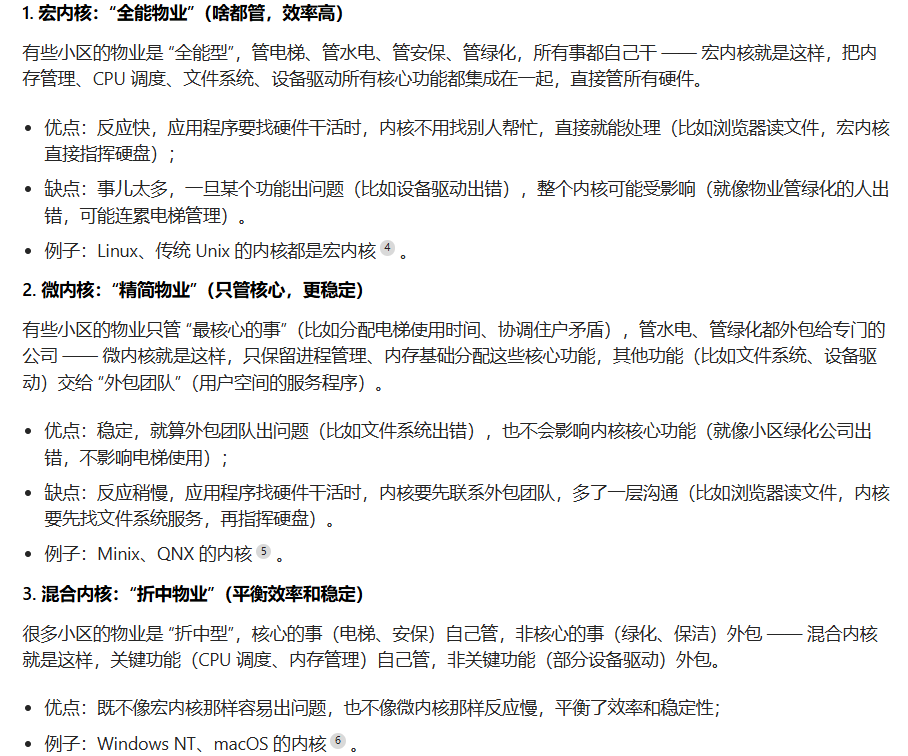 1. 宏内核：“全能物业”（啥都管，效率高）
有些小区的物业是 “全能型”，管电梯、管水电、管安保、管绿化，所有事都自己干 —— 宏内核就是这样，把内
存管理、CPU 调度、文件系统、设备驱动所有核心功能都集成在一起，直接管所有硬件。
• 优点：反应快，应用程序要找硬件干活时，内核不用找别人帮忙，直接就能处理（比如浏览器读文件，宏内核
直接指挥硬盘）；
• 缺点：事儿太多，一旦某个功能出问题（比如设备驱动出错），整个内核可能受影响（就像物业管绿化的人出
错，可能连累电梯管理）。
• 例子：Linux、传统 Unix 的内核都是宏内核 4 。
2. 微内核：“精简物业”（只管核心，更稳定）
有些小区的物业只管 “最核心的事”（比如分配电梯使用时间、协调住户矛盾），管水电、管绿化都外包给专门的
公司 —— 微内核就是这样，只保留进程管理、内存基础分配这些核心功能，其他功能（比如文件系统、设备驱
动）交给 “外包团队”（用户空间的服务程序）。
• 优点：稳定，就算外包团队出问题（比如文件系统出错），也不会影响内核核心功能（就像小区绿化公司出
错，不影响电梯使用）；
• 缺点：反应稍慢，应用程序找硬件干活时，内核要先联系外包团队，多了一层沟通（比如浏览器读文件，内核
要先找文件系统服务，再指挥硬盘）。
• 例子：Minix、QNX 的内核 5 。
3. 混合内核：“折中物业”（平衡效率和稳定）
很多小区的物业是 “折中型”，核心的事（电梯、安保）自己管，非核心的事（绿化、保洁）外包 —— 混合内核
就是这样，关键功能（CPU 调度、内存管理）自己管，非关键功能（部分设备驱动）外包。
• 优点：既不像宏内核那样容易出问题，也不像微内核那样反应慢，平衡了效率和稳定性；
• 例子：Windows NT、macOS 的内核 6 。